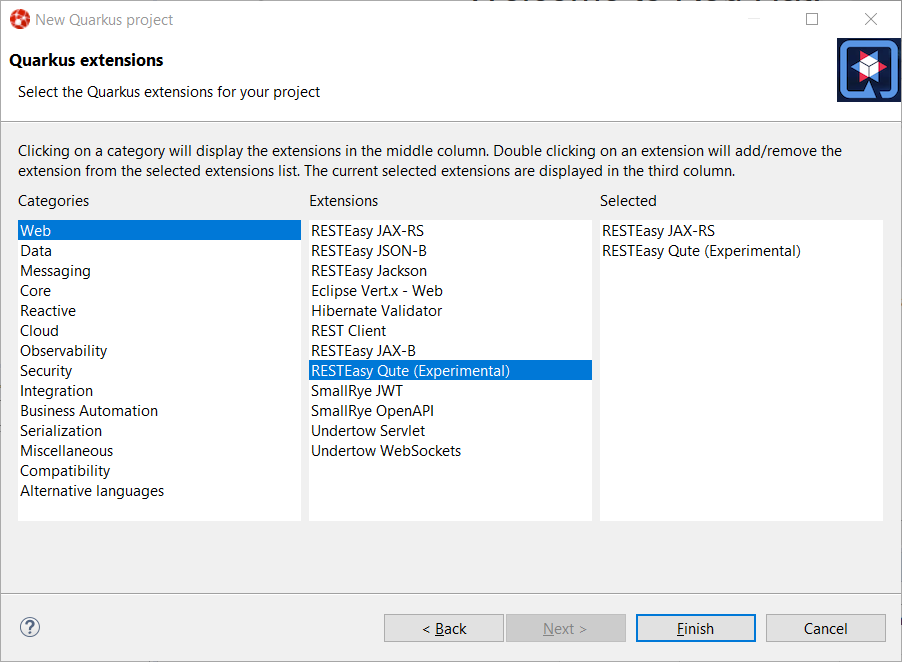 New Quarkus project
Quarkus extensions
Select the Quarkus extensions for your project
Clicking on a category will display the extensions in the middle column. Double clicking on an extension will add/remove the
extension from the selected extensions list. The current selected extensions are displayed in the third column.
Categories
Web
Data
Messaging
Core
Reactive
Cloud
Observability
Security
Integration
Business Automation
Serialization
Miscellaneous
Compatibility
Alternative languages
Extensions
RESTEasy JAX-RS
RESTEasy JSON-B
RESTEasy Jackson
Eclipse Vert.x - Web
Hibernate Validator
REST Client
RESTEasy JAX-B
RESTEasy Qute (Experimental)
SmallRye JWT
SmallRye OpenAPI
Undertow Servlet
Undertow WebSockets
Selected
RESTEasy JAX-RS
RESTEasy Qute (Experimental)
?
< Back
Next >
Finish
Cancel